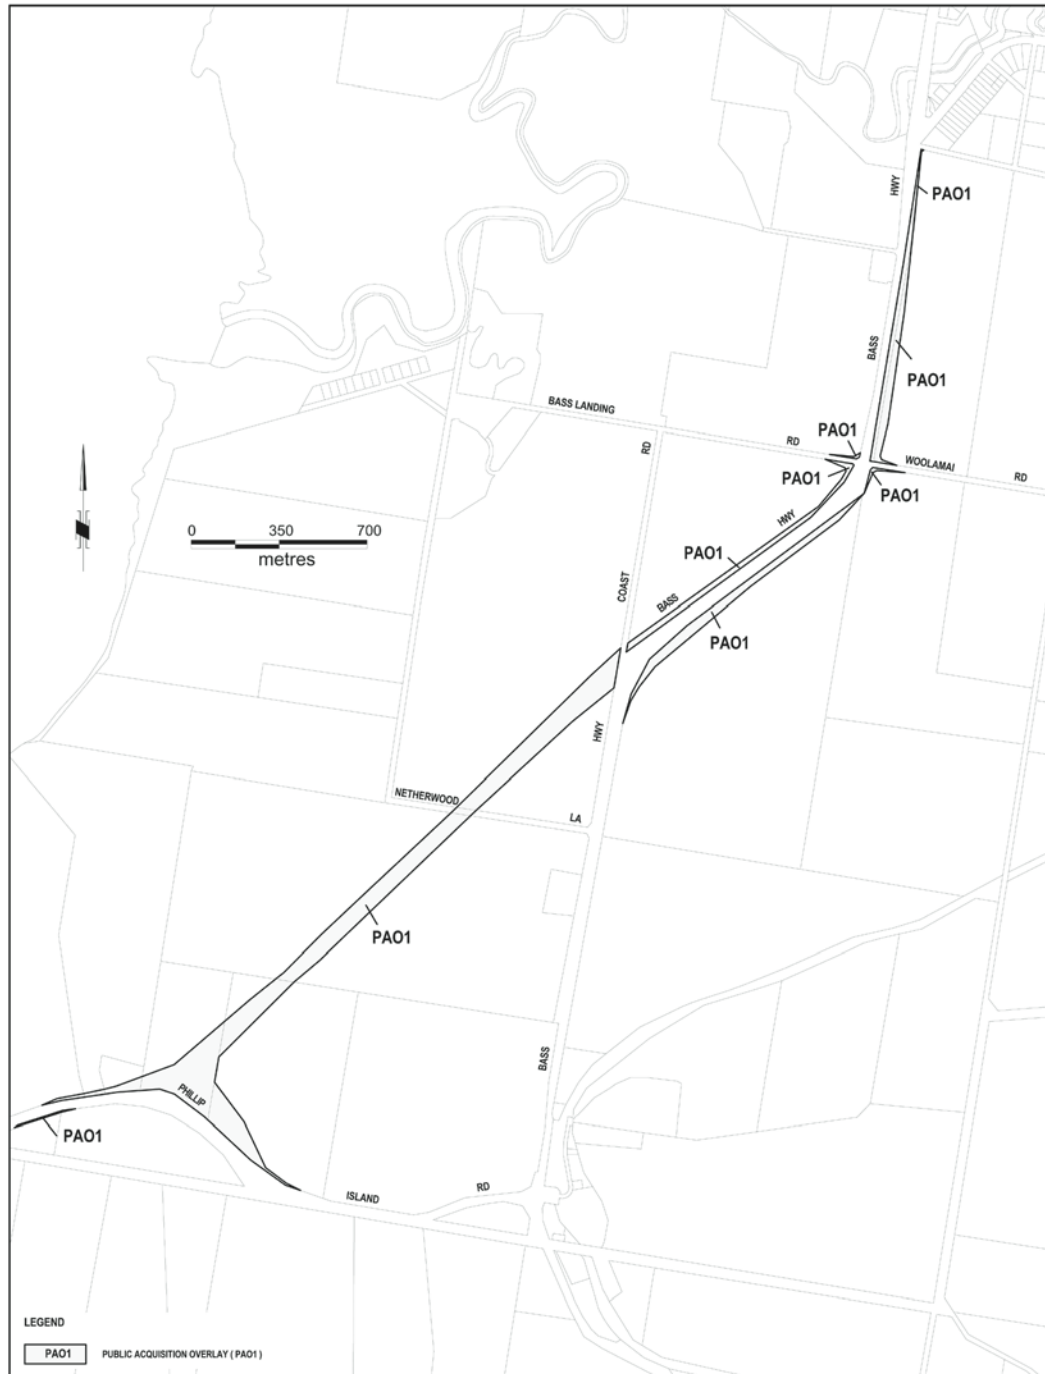 HWY
PAO1
BASS
PAO1
BASS LANDING
RD
RD
PAO1
WOOLAMAI
RD
PAO1
PAO1
0 350 700
metres
HWY
PAO1
COAST
BASS
PAO1
HWY
NETHERWOOD
LA
PAO1
BASS
PHILLIP
PAO1
ISLAND
RD
LEGEND
PAO1 PUBLIC ACQUISITION OVERLAY ( PAO1 )